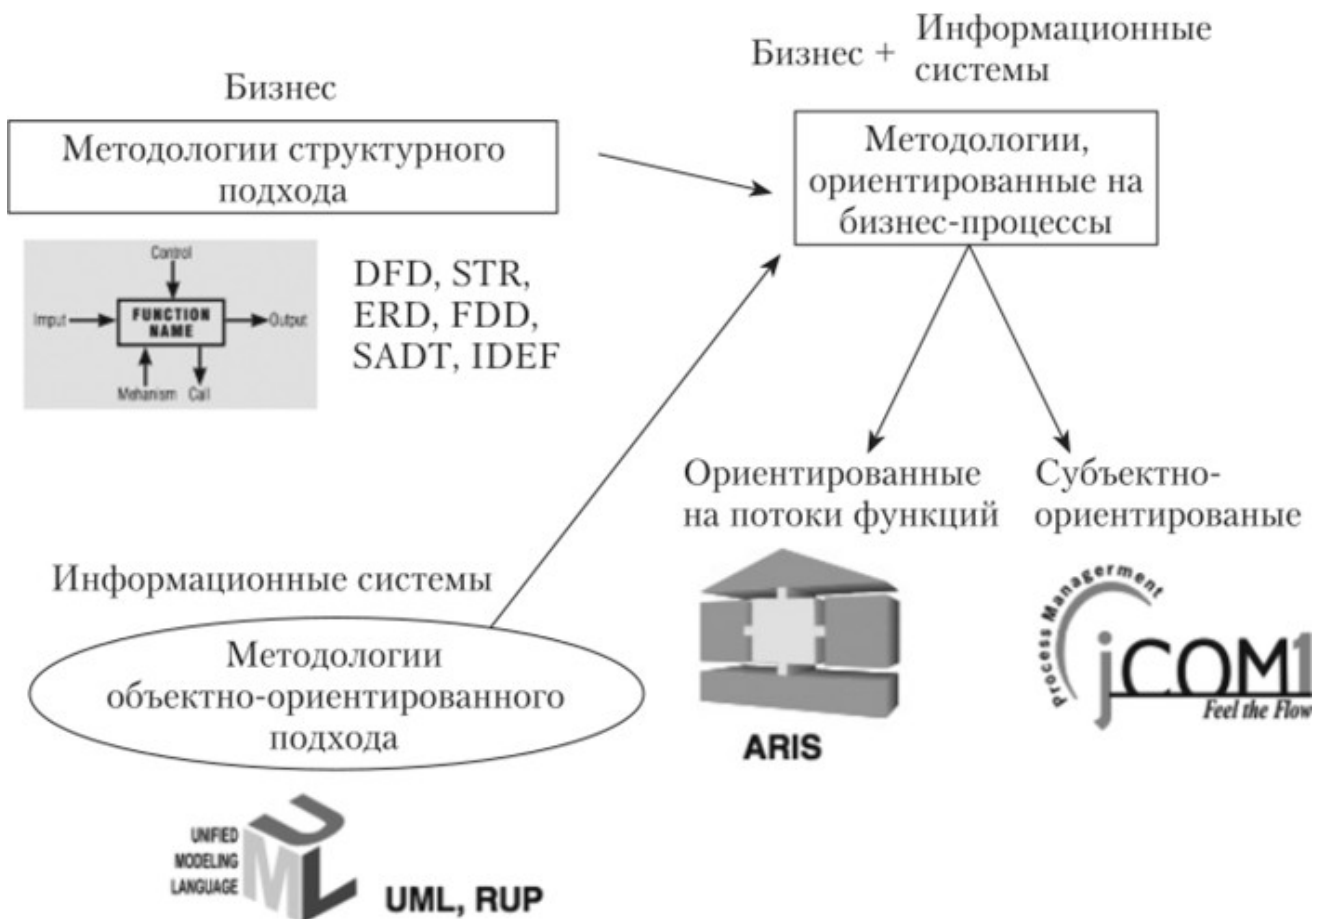 Бизнес
Методологии структурного
подхода
Control
Imput
FUNCTION
NAME
Output
Mehanism Call
DFD, STR,
ERD, FDD,
SADT, IDEF
Бизнес + Информационные
системы
Методологии,
ориентированные на
бизнес-процессы
Ориентированные
на потоки функций
ARIS
Субъектно-
ориентированые
Process Managerment
jCOM1
Feel the Flow
Информационные системы
Методологии
объектно-ориентированного
подхода
UNIFIED
MODELING
LANGUAGE
UML
UML, RUP